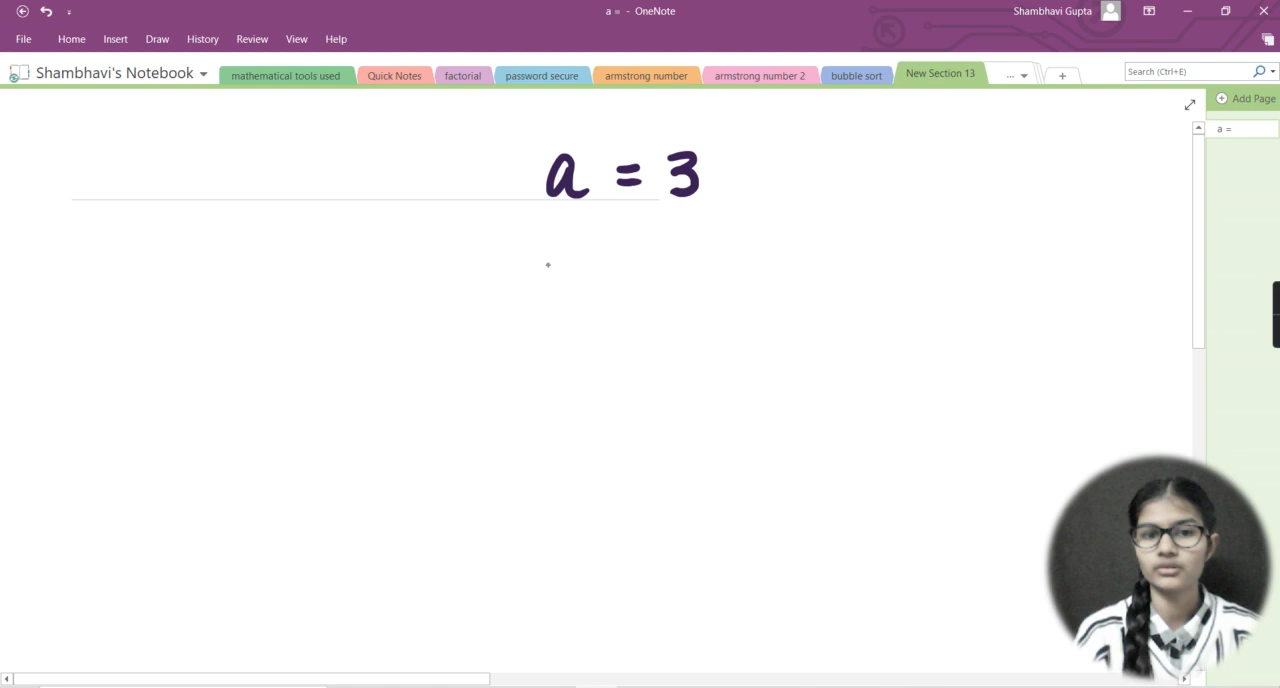 a = - OneNote
Shambhavi Gupta
File Home Insert Draw History Review View Help
Shambhavi's Notebook
mathematical tools used
Quick Notes
factorial
password secure
armstrong number
armstrong number 2
bubble sort
New Section 13
...
Search (Ctrl+E)
Add Page
a =
a = 3